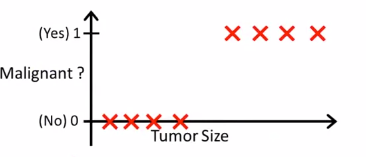 (Yes) 1
Malignant ?
(No) 0
Tumor Size